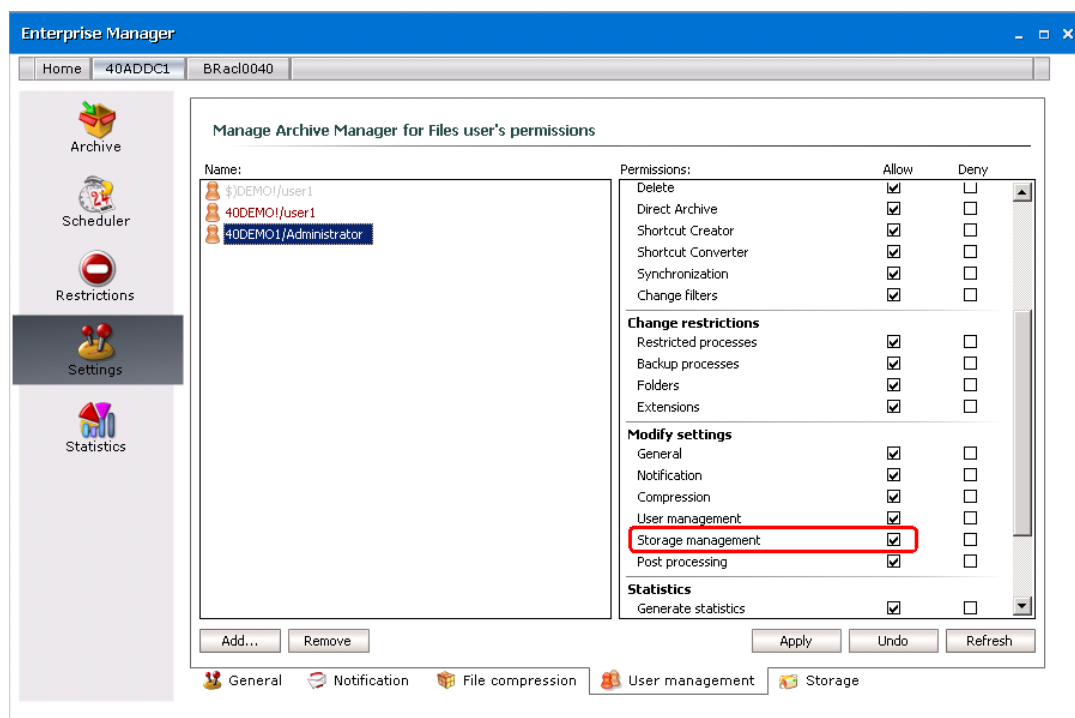 Enterprise Manager
Home 40ADDC1 BRacl0040
Archive
Scheduler
Restrictions
Settings
Statistics
Manage Archive Manager for Files user's permissions
Name:
$)DEMO!/user1
40DEMO!/user1
40DEMO1/Administrator
Permissions: Allow Deny
Delete
Direct Archive
Shortcut Creator
Shortcut Converter
Synchronization
Change filters
Change restrictions
Restricted processes
Backup processes
Folders
Extensions
Modify settings
General
Notification
Compression
User management
Storage management
Post processing
Statistics
Generate statistics
Add... Remove Apply Undo Refresh
General Notification File compression User management Storage